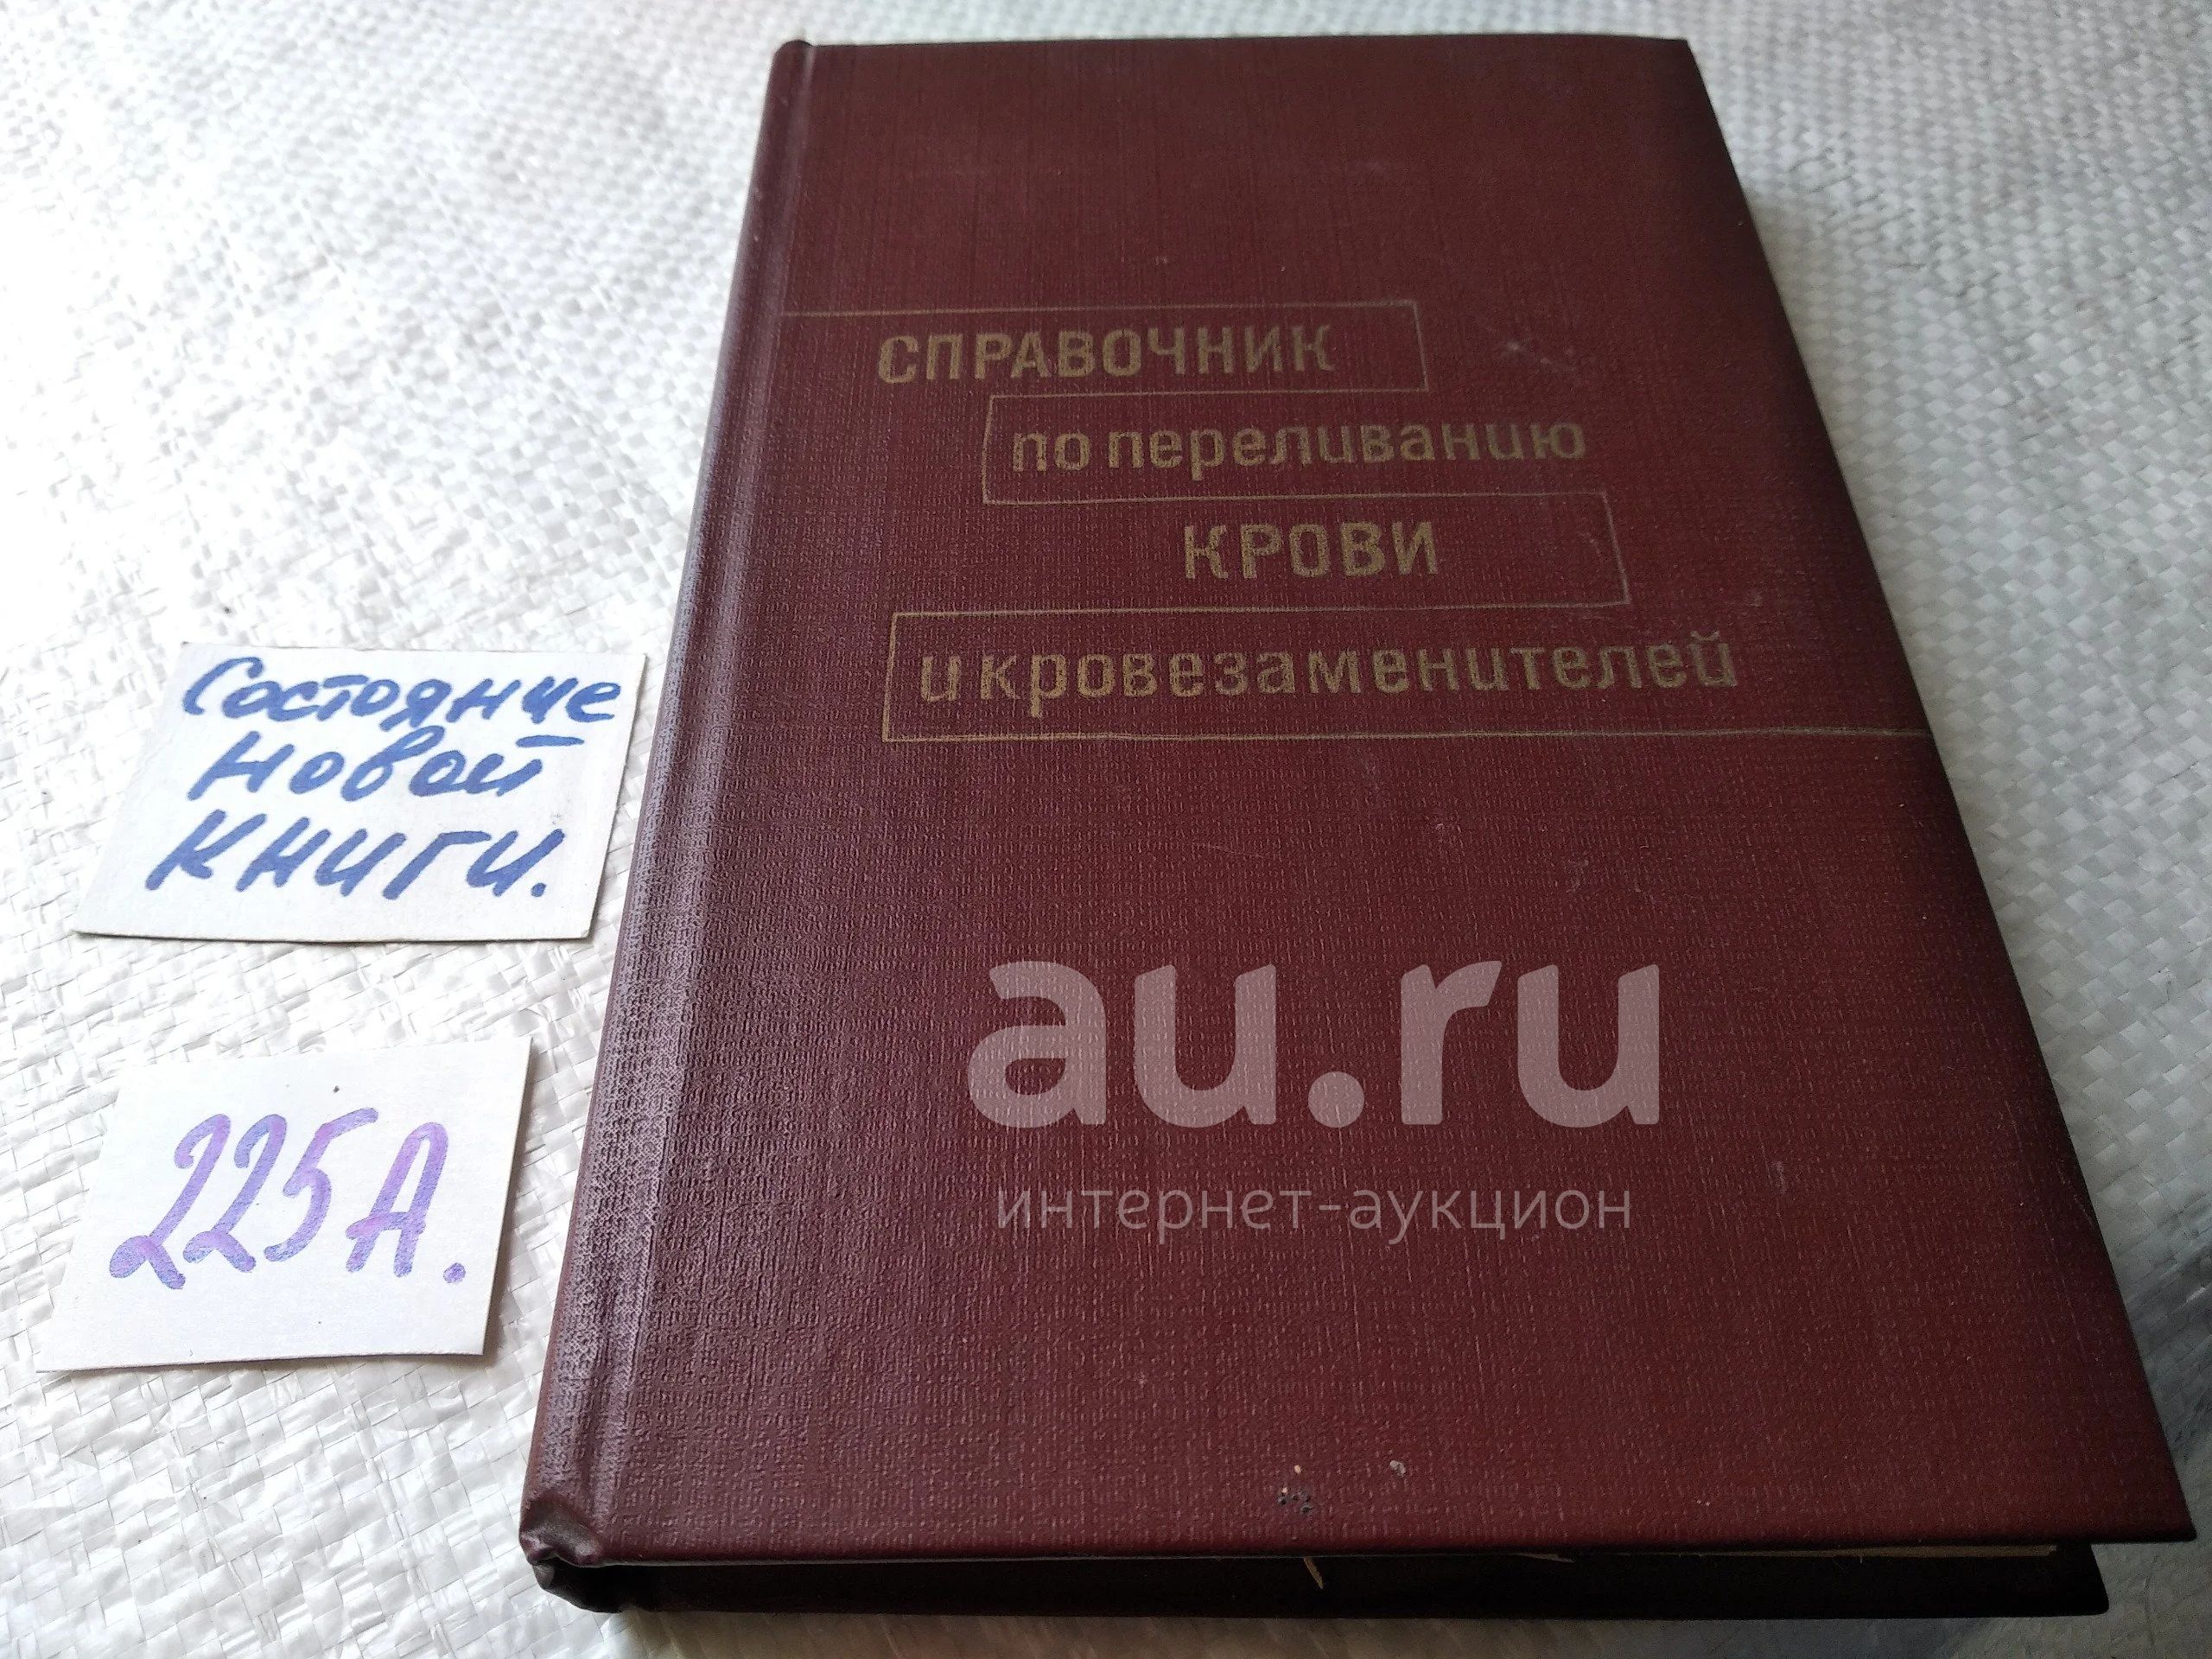 СПРАВОЧНИК
по переливанию
КРОВИ
и кровезаменителей
Состояние
новой
книги.
225А.
au.ru
интернет-аукцион